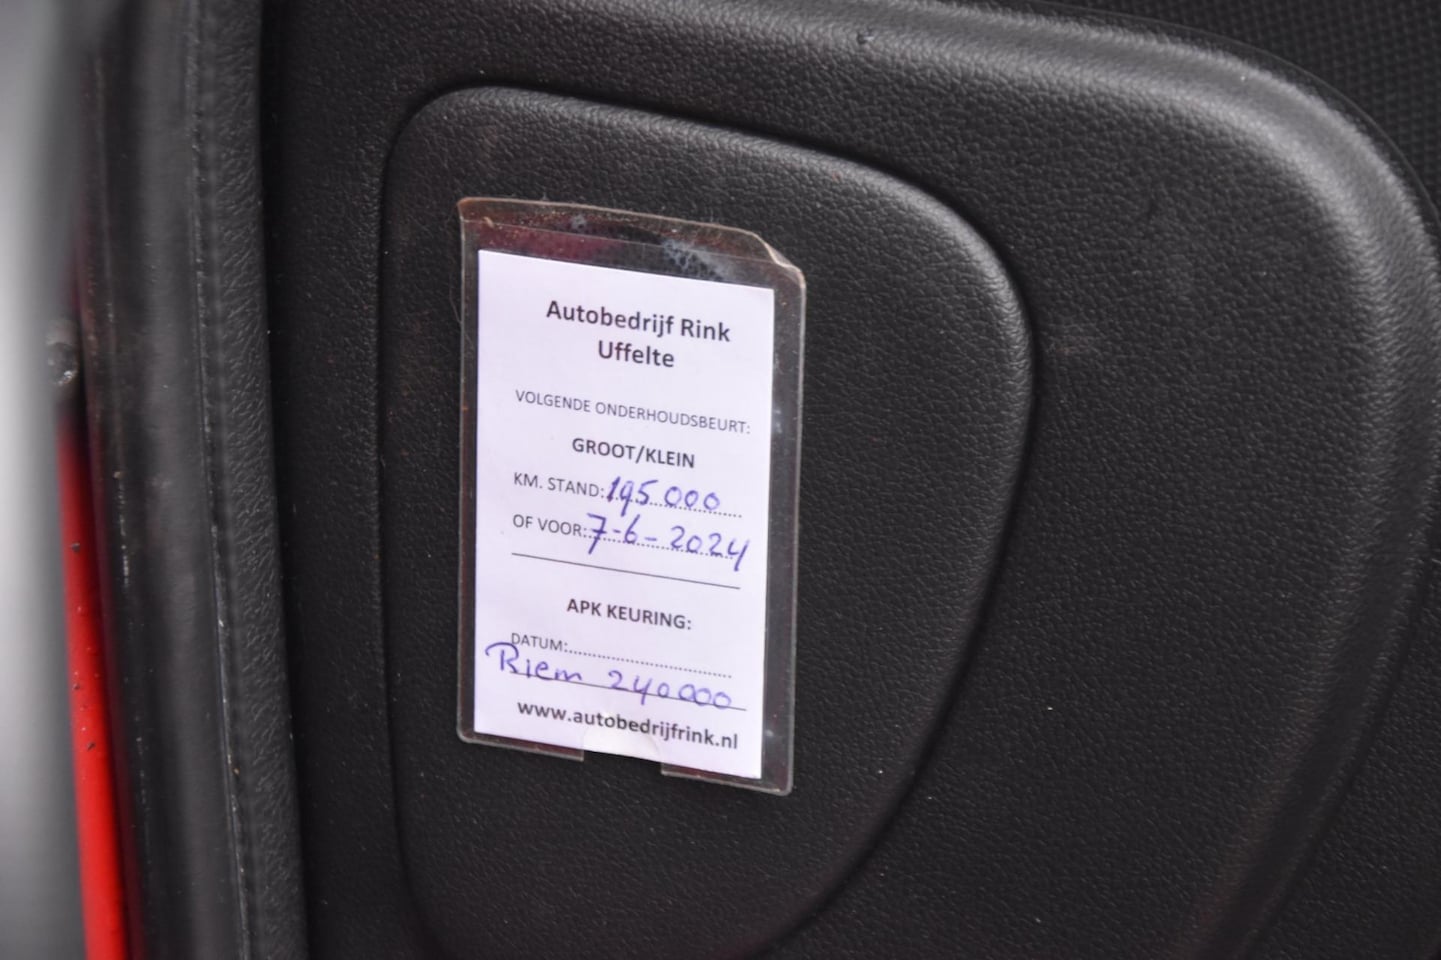 Autobedrijf Rink
Uffelte
VOLGENDE ONDERHOUDSBEURT:
GROOT/KLEIN
KM. STAND: 195.000
OF VOOR: 7-6-2024
APK KEURING:
DATUM:
Riem 240000
www.autobedrijfrink.nl